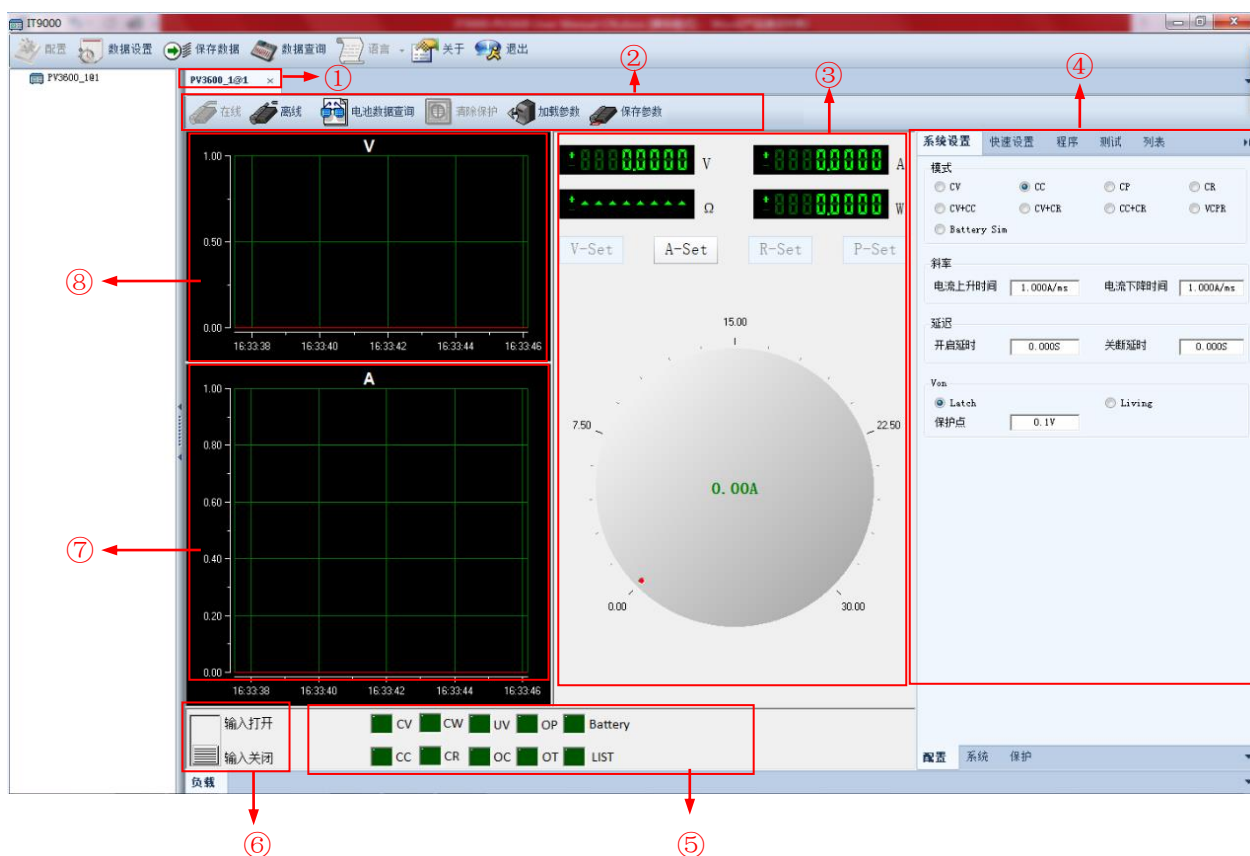 IT9000
配置 数据设置 保存数据 数据查询 语言 关于 退出
PV3600_1@1
PV3600_1@1 ×
① ② ③ ④
在线 离线 电池数据查询 清除保护 加载参数 保存参数
V
1.00
0.50
0.00
16:33:38 16:33:40 16:33:42 16:33:44 16:33:46
⑧
A
1.00
0.80
0.60
0.40
0.20
0.00
16:33:38 16:33:40 16:33:42 16:33:44 16:33:46
⑦
0.0000 V 0.0000 A
Ω 0.0000 W
V-Set A-Set R-Set P-Set
15.00
7.50 22.50
0.00A
0.00 30.00
系统设置 快速设置 程序 测试 列表
模式
CV CC CP CR
CV+CC CV+CR CC+CR VCPR
Battery Sim
斜率
电流上升时间 1.000A/ms 电流下降时间 1.000A/ms
延迟
开启延时 0.000S 关断延时 0.000S
Von
Latch Living
保护点 0.1V
配置 系统 保护
输入打开
输入关闭
CV CW UV OP Battery
CC CR OC OT LIST
负载
⑥ ⑤